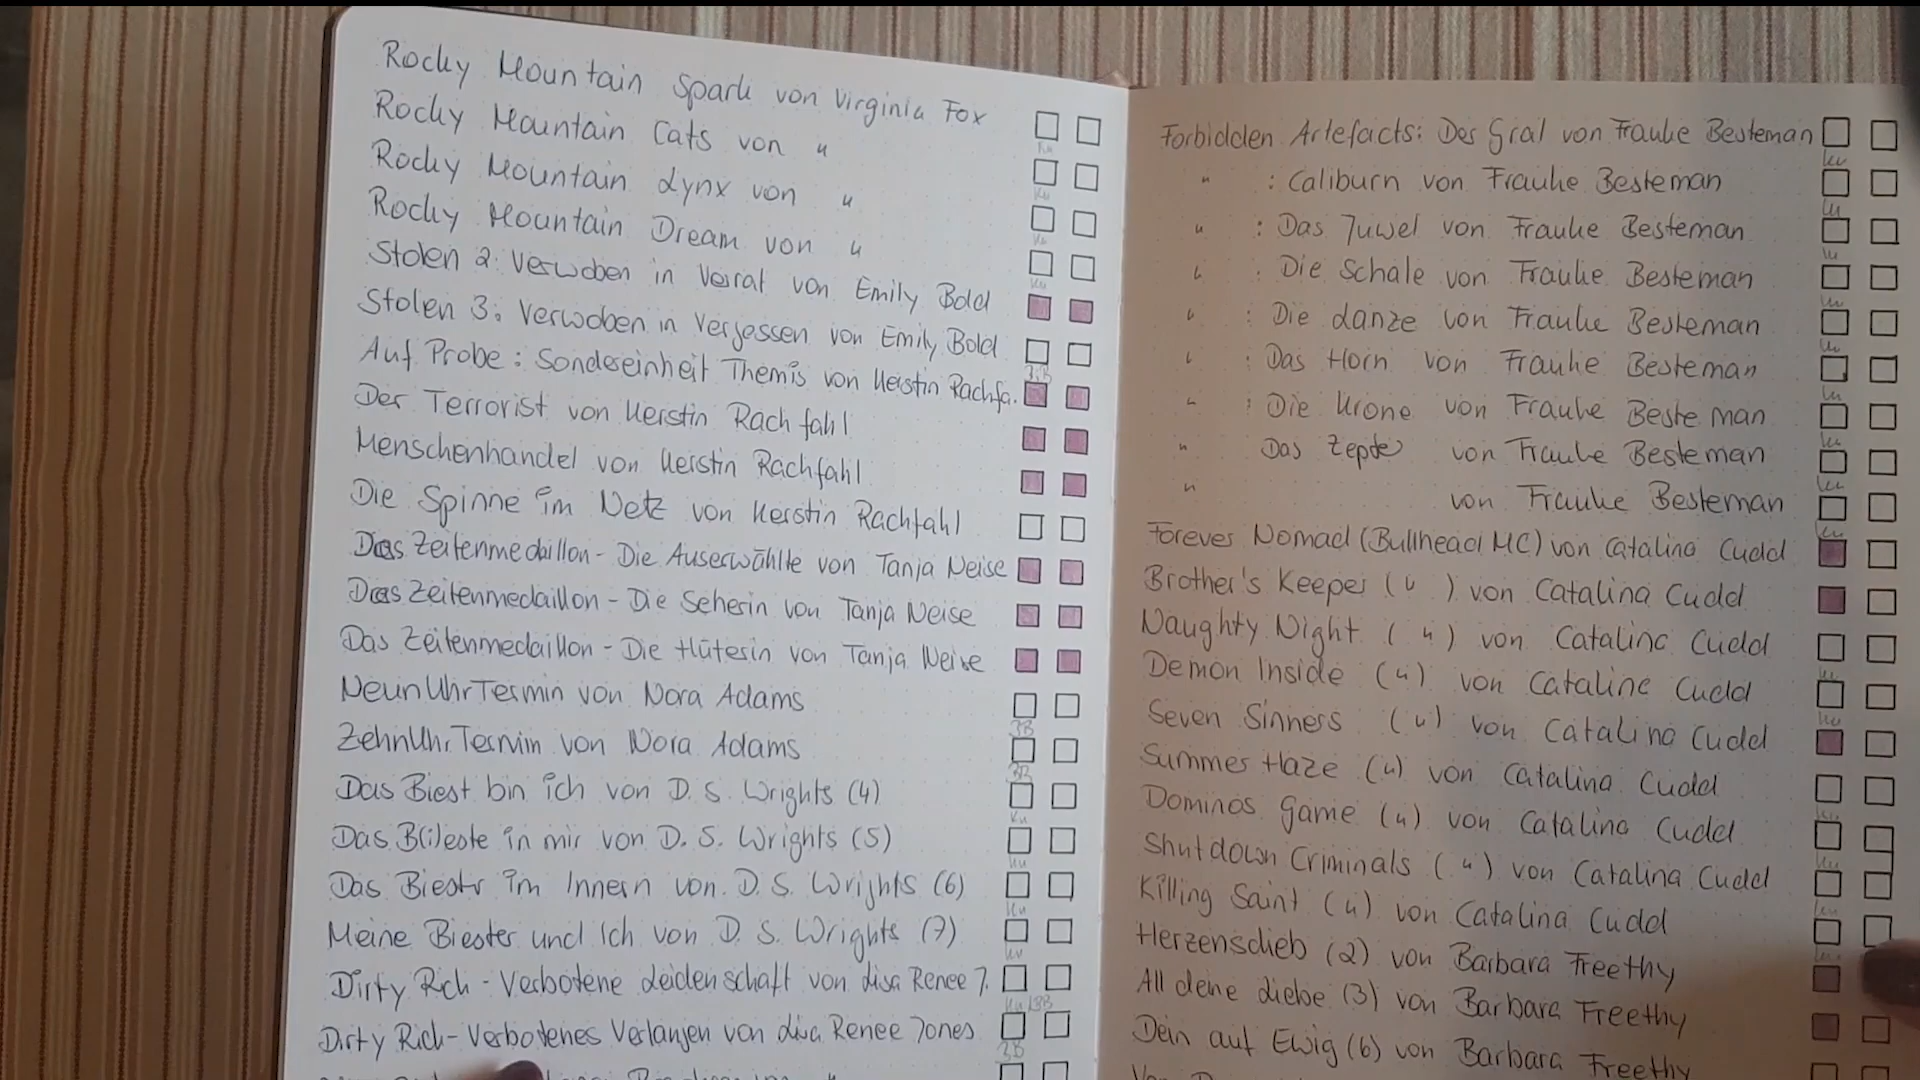 Rocky Mountain Spark von Virginia Fox
Rocky Mountain Cats von "
Rocky Mountain Lynx von "
Rocky Mountain Dream von "
Stolen 2: Verwoben in Verrat von Emily Bold
Stolen 3: Verwoben in Vergessen von Emily Bold
Auf Probe: Sondereinheit Themis von Kerstin Rachfa.
Der Terrorist von Kerstin Rachfahl
Menschenhandel von Kerstin Rachfahl
Die Spinne im Netz von Kerstin Rachfahl
Das Zeitenmedaillon - Die Auserwählte von Tanja Neise
Das Zeitenmedaillon - Die Seherin von Tanja Neise
Das Zeitenmedaillon - Die Hüterin von Tanja Neise
Neun Uhr Termin von Nora Adams
Zehn Uhr Termin von Nora Adams
Das Biest bin ich von D. S. Wrights (4)
Das B(i)este in mir von D. S. Wrights (5)
Das Biestr im Innern von D. S. Wrights (6)
Meine Biester und Ich von D. S. Wrights (7)
Dirty Rich - Verbotene Leidenschaft von Lisa Renee J.
Dirty Rich - Verbotenes Verlangen von Lisa Renee Jones
Forbidden Artefacts: Der Gral von Frauke Besteman
" : Caliburn von Frauke Besteman
" : Das Juwel von Frauke Besteman
" : Die Schale von Frauke Besteman
" : Die Lanze von Frauke Besteman
" : Das Horn von Frauke Besteman
" : Die Krone von Frauke Besteman
" Das Zepter von Frauke Besteman
" von Frauke Besteman
Forever Nomad (Bullhead MC) von Catalina Cudd
Brother's Keeper (") von Catalina Cudd
Naughty Night (") von Catalina Cudd
Demon Inside (") von Catalina Cudd
Seven Sinners (") von Catalina Cudd
Summer Haze (") von Catalina Cudd
Dominos Game (") von Catalina Cudd
Shutdown Criminals (") von Catalina Cudd
Killing Saint (") von Catalina Cudd
Herzensdieb (2) von Barbara Freethy
All deine Liebe (3) von Barbara Freethy
Dein auf Ewig (6) von Barbara Freethy